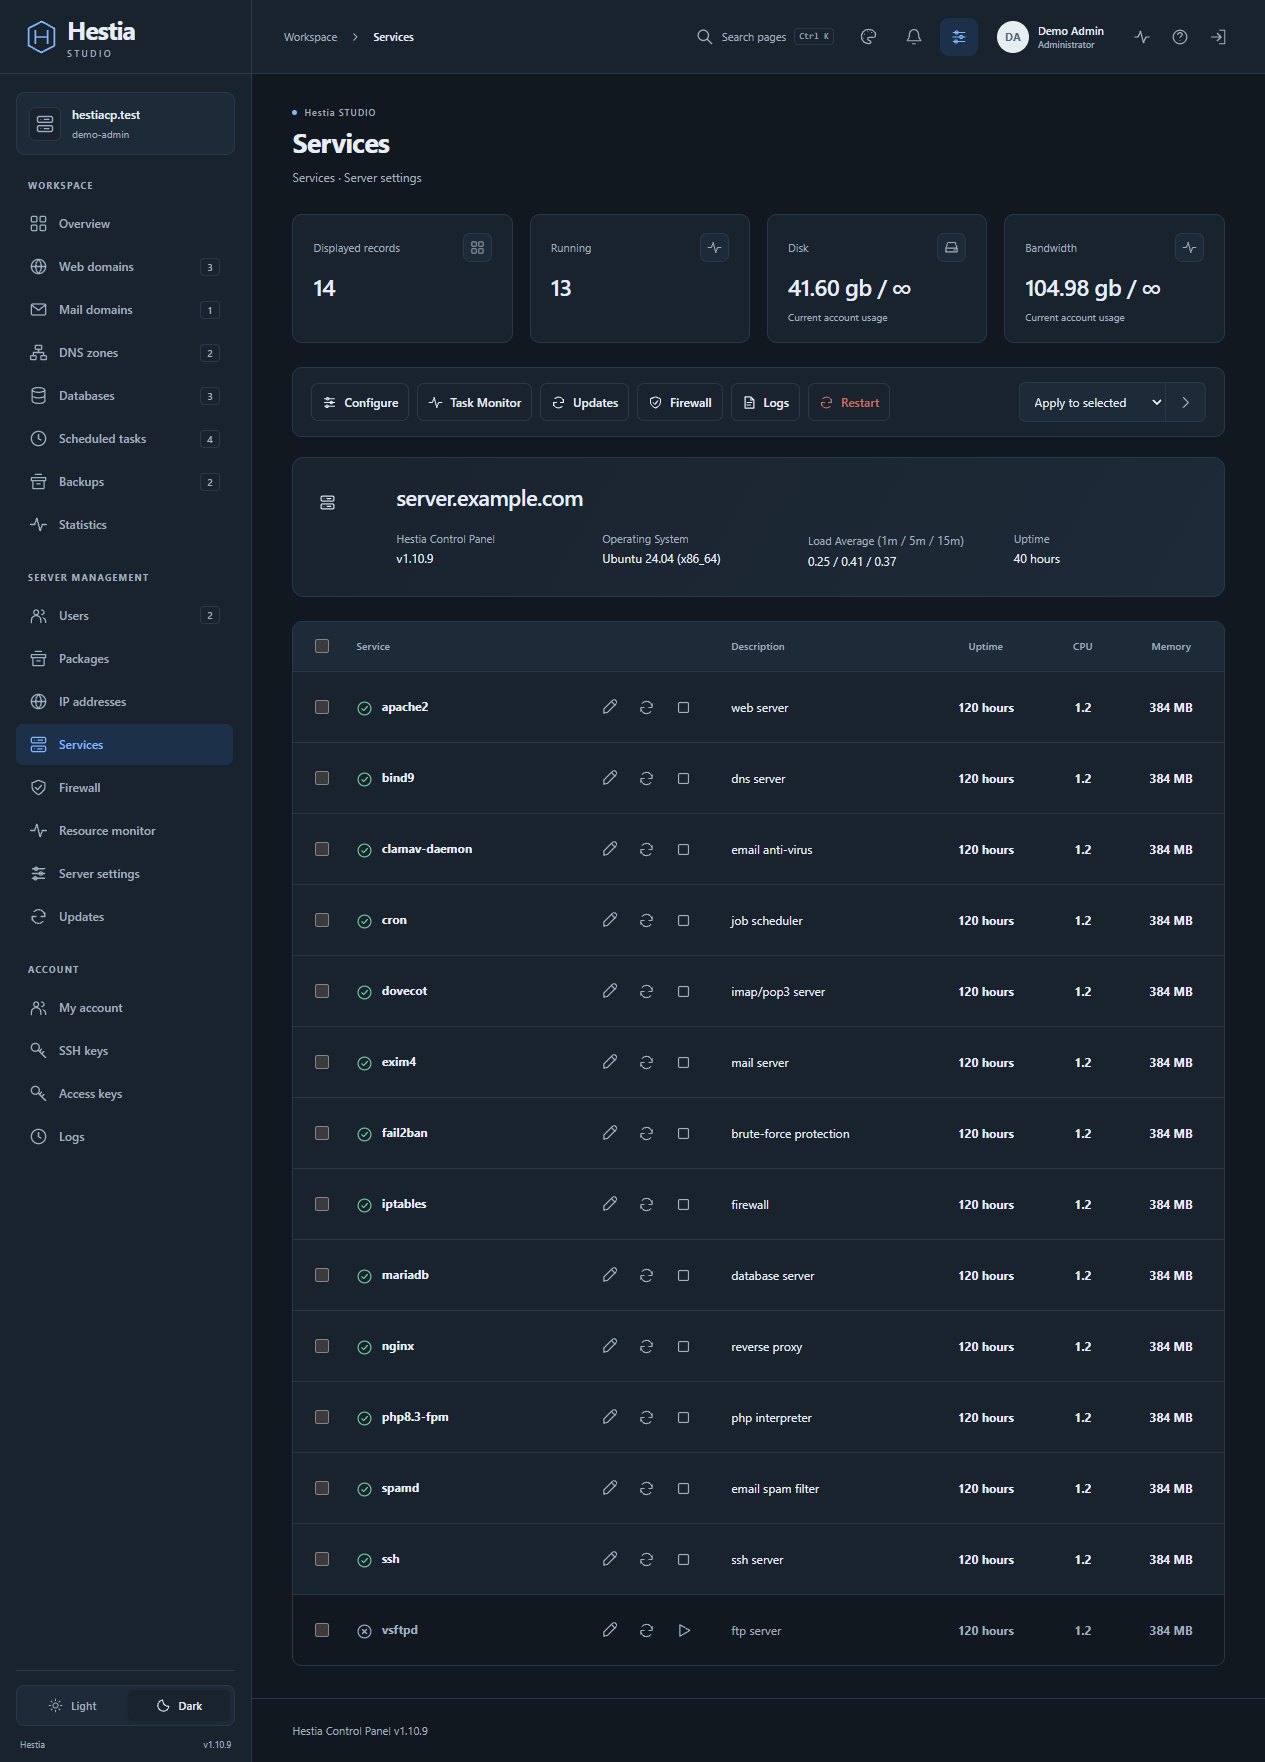 Hestia
STUDIO
Workspace > Services
Search pages Ctrl K
DA
Demo Admin
Administrator
hestiacp.test
demo-admin
WORKSPACE
Overview
Web domains 3
Mail domains 1
DNS zones 2
Databases 3
Scheduled tasks 4
Backups 2
Statistics
SERVER MANAGEMENT
Users 2
Packages
IP addresses
Services
Firewall
Resource monitor
Server settings
Updates
ACCOUNT
My account
SSH keys
Access keys
Logs
Light Dark
Hestia v1.10.9
Hestia STUDIO
Services
Services · Server settings
Displayed records
14
Running
13
Disk
41.60 gb / ∞
Current account usage
Bandwidth
104.98 gb / ∞
Current account usage
Configure Task Monitor Updates Firewall Logs Restart
Apply to selected
server.example.com
Hestia Control Panel
v1.10.9
Operating System
Ubuntu 24.04 (x86_64)
Load Average (1m / 5m / 15m)
0.25 / 0.41 / 0.37
Uptime
40 hours
Service Description Uptime CPU Memory
apache2 web server 120 hours 1.2 384 MB
bind9 dns server 120 hours 1.2 384 MB
clamav-daemon email anti-virus 120 hours 1.2 384 MB
cron job scheduler 120 hours 1.2 384 MB
dovecot imap/pop3 server 120 hours 1.2 384 MB
exim4 mail server 120 hours 1.2 384 MB
fail2ban brute-force protection 120 hours 1.2 384 MB
iptables firewall 120 hours 1.2 384 MB
mariadb database server 120 hours 1.2 384 MB
nginx reverse proxy 120 hours 1.2 384 MB
php8.3-fpm php interpreter 120 hours 1.2 384 MB
spamd email spam filter 120 hours 1.2 384 MB
ssh ssh server 120 hours 1.2 384 MB
vsftpd ftp server 120 hours 1.2 384 MB
Hestia Control Panel v1.10.9